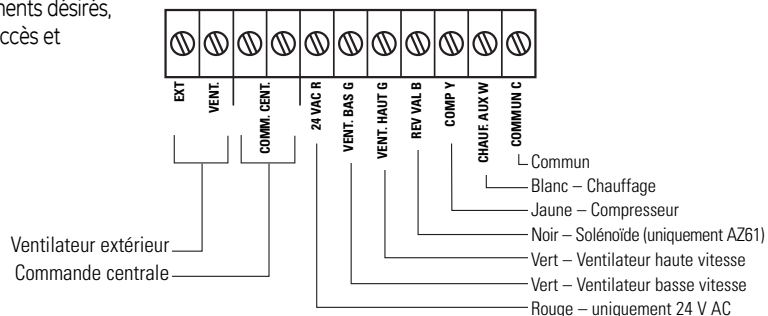 ments désirés,
ccès et
EXT
VENT.
COMM. CENT.
24 VAC R
VENT. BAS G
VENT. HAUT G
REV VAL B
COMP Y
CHAUF. AUX W
COMMUN C
Commun
Blanc – Chauffage
Jaune – Compresseur
Noir – Solénoïde (uniquement AZ61)
Vert – Ventilateur haute vitesse
Vert – Ventilateur basse vitesse
Rouge – uniquement 24 V AC
Ventilateur extérieur
Commande centrale